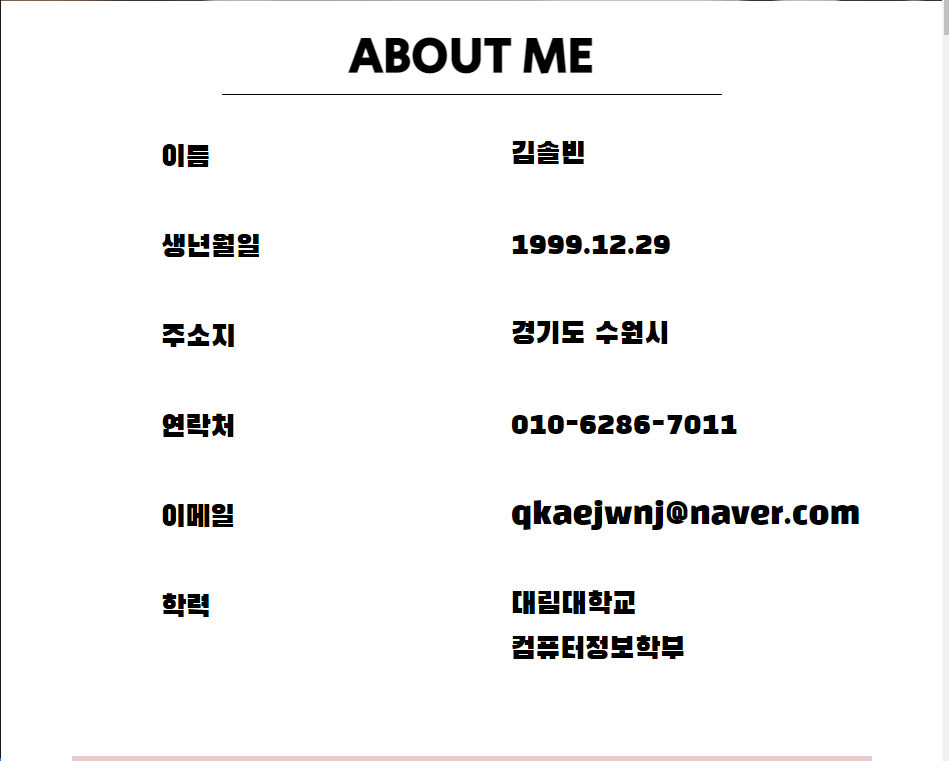 ABOUT ME
이름
김솔빈
생년월일
1999.12.29
주소지
경기도 수원시
연락처
010-6286-7011
이메일
qkaejwnj@naver.com
학력
대림대학교
컴퓨터정보학부